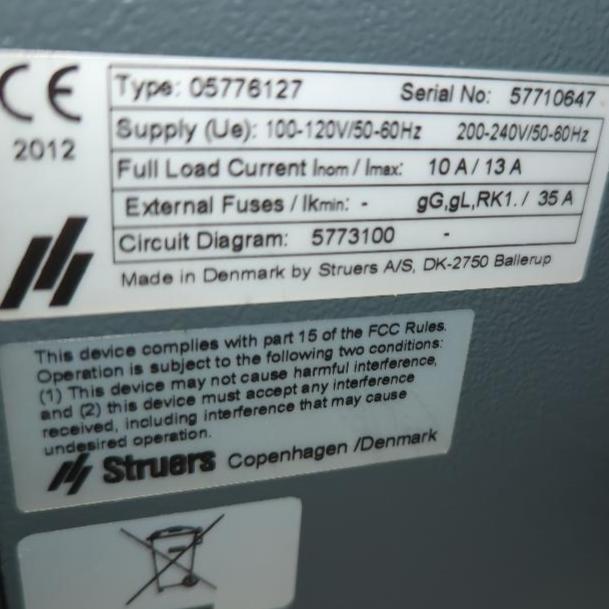 CE
2012
Type: 05776127 Serial No: 57710647
Supply (Ue): 100-120V/50-60Hz 200-240V/50-60Hz
Full Load Current Inom / Imax: 10 A / 13 A
External Fuses / Ikmin: - gG,gL,RK1. / 35 A
Circuit Diagram: 5773100 -
Made in Denmark by Struers A/S, DK-2750 Ballerup
This device complies with part 15 of the FCC Rules.
Operation is subject to the following two conditions:
(1) This device may not cause harmful interference,
and (2) this device must accept any interference
received, including interference that may cause
undesired operation.
Struers Copenhagen /Denmark